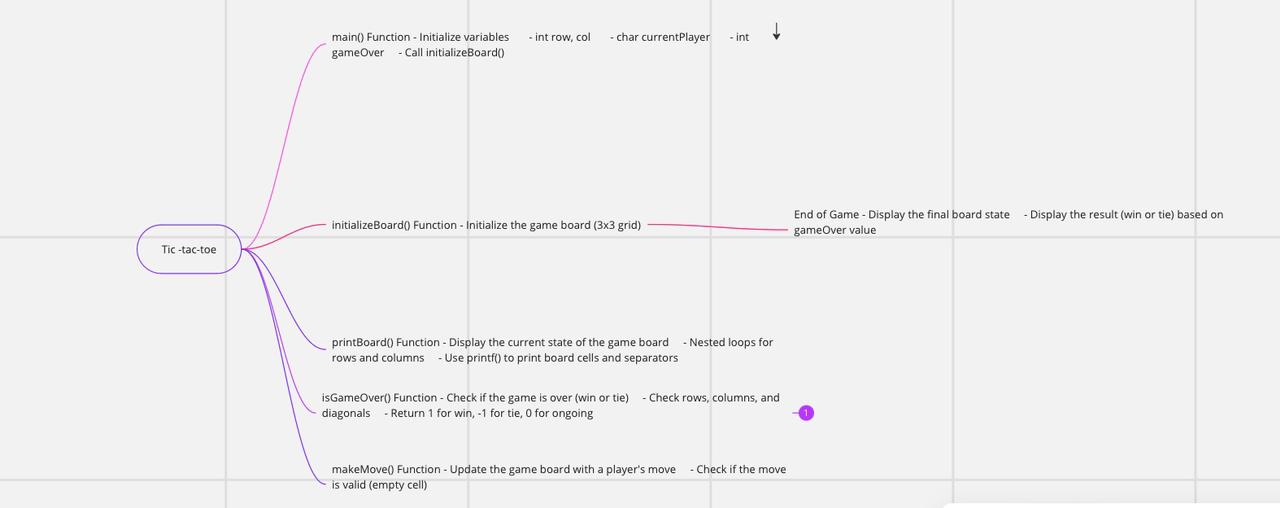 main() Function - Initialize variables - int row, col - char currentPlayer - int
gameOver - Call initializeBoard()
End of Game - Display the final board state - Display the result (win or tie) based on
gameOver value
initializeBoard() Function - Initialize the game board (3x3 grid)
Tic -tac-toe
printBoard() Function - Display the current state of the game board - Nested loops for
rows and columns - Use printf() to print board cells and separators
isGameOver() Function - Check if the game is over (win or tie) - Check rows, columns, and
diagonals - Return 1 for win, -1 for tie, 0 for ongoing
1
makeMove() Function - Update the game board with a player's move - Check if the move
is valid (empty cell)